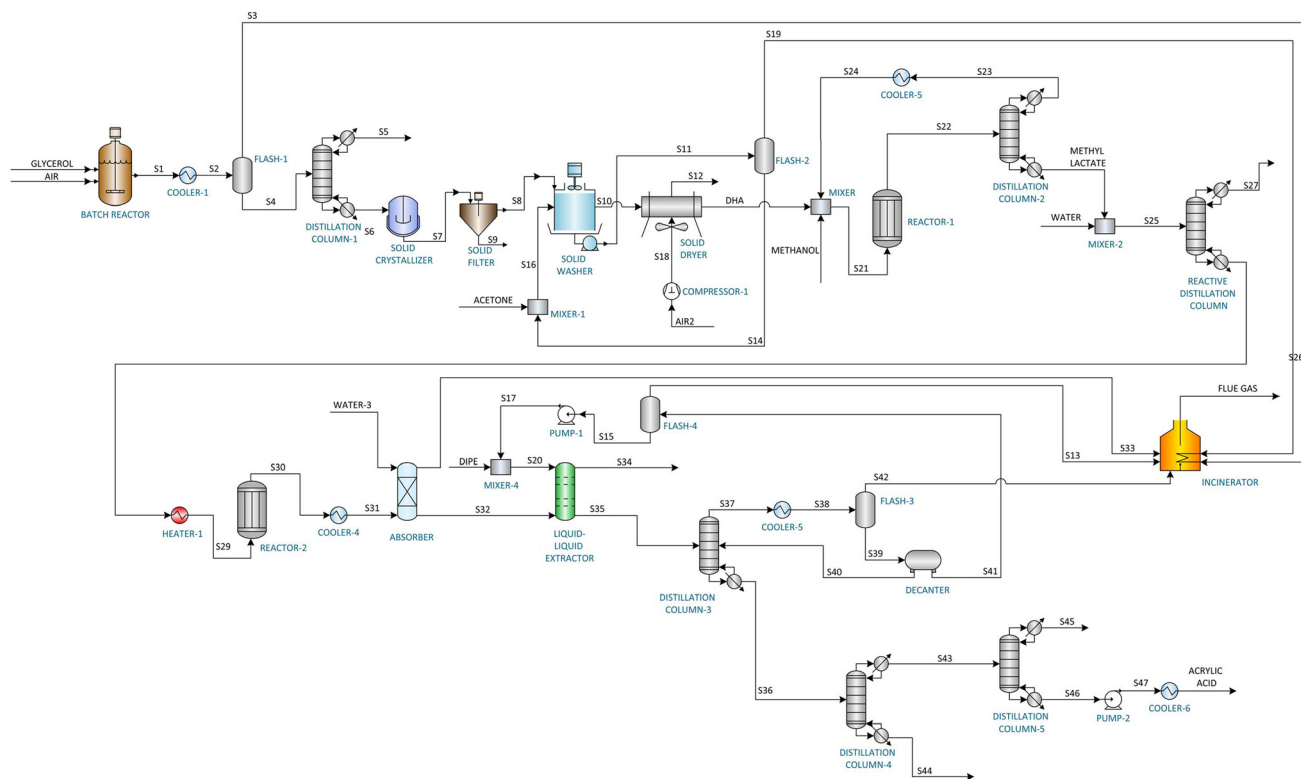 S3
S19
S24
S23
COOLER-5
S22
S5
S11
FLASH-1
FLASH-2
GLYCEROL
AIR
S1
S2
COOLER-1
BATCH REACTOR
S4
DISTILLATION
COLUMN-1
S6
SOLID
CRYSTALLIZER
S7
SOLID
FILTER
S8
S9
S10
SOLID
WASHER
S16
S12
DHA
SOLID
DRYER
S18
COMPRESSOR-1
AIR2
ACETONE
MIXER-1
S14
MIXER
METHANOL
S21
REACTOR-1
DISTILLATION
COLUMN-2
METHYL
LACTATE
WATER
MIXER-2
S25
S27
REACTIVE
DISTILLATION
COLUMN
S26
FLUE GAS
WATER-3
S17
PUMP-1
S15
FLASH-4
S13
S33
INCINERATOR
DIPE
MIXER-4
S20
S34
S30
S31
COOLER-4
HEATER-1
S29
REACTOR-2
ABSORBER
S32
LIQUID-
LIQUID
EXTRACTOR
S35
S37
COOLER-5
S38
FLASH-3
S42
S39
S40
S41
DECANTER
DISTILLATION
COLUMN-3
S36
S43
S45
DISTILLATION
COLUMN-4
S44
DISTILLATION
COLUMN-5
S46
PUMP-2
S47
COOLER-6
ACRYLIC
ACID